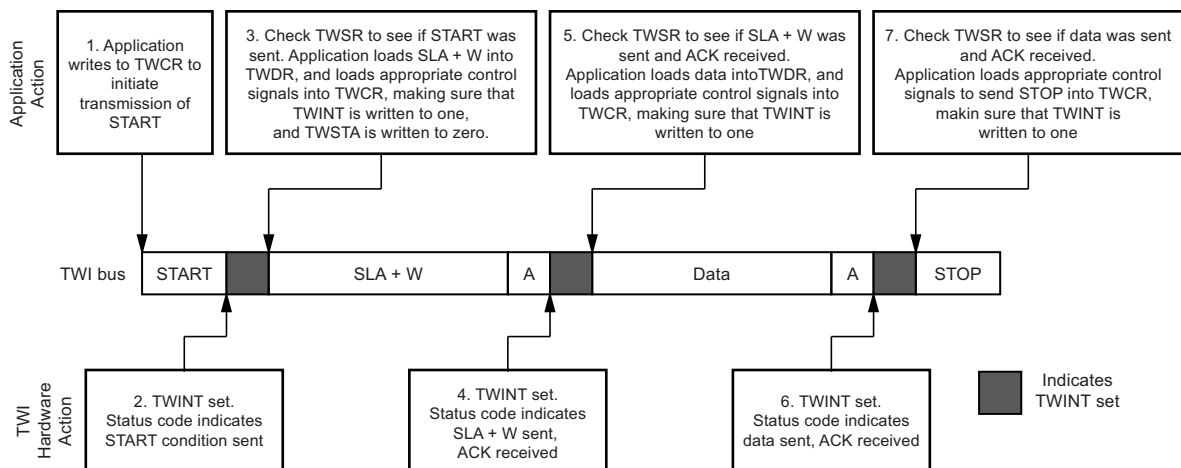 Application
Action
1. Application
writes to TWCR to
initiate
transmission of
START
3. Check TWSR to see if START was
sent. Application loads SLA + W into
TWDR, and loads appropriate control
signals into TWCR, making sure that
TWINT is written to one,
and TWSTA is written to zero.
5. Check TWSR to see if SLA + W was
sent and ACK received.
Application loads data intoTWDR, and
loads appropriate control signals into
TWCR, making sure that TWINT is
written to one
7. Check TWSR to see if data was sent
and ACK received.
Application loads appropriate control
signals to send STOP into TWCR,
makin sure that TWINT is
written to one
TWI bus
START
SLA + W
A
Data
A
STOP
TWI
Hardware
Action
2. TWINT set.
Status code indicates
START condition sent
4. TWINT set.
Status code indicates
SLA + W sent,
ACK received
6. TWINT set.
Status code indicates
data sent, ACK received
Indicates
TWINT set